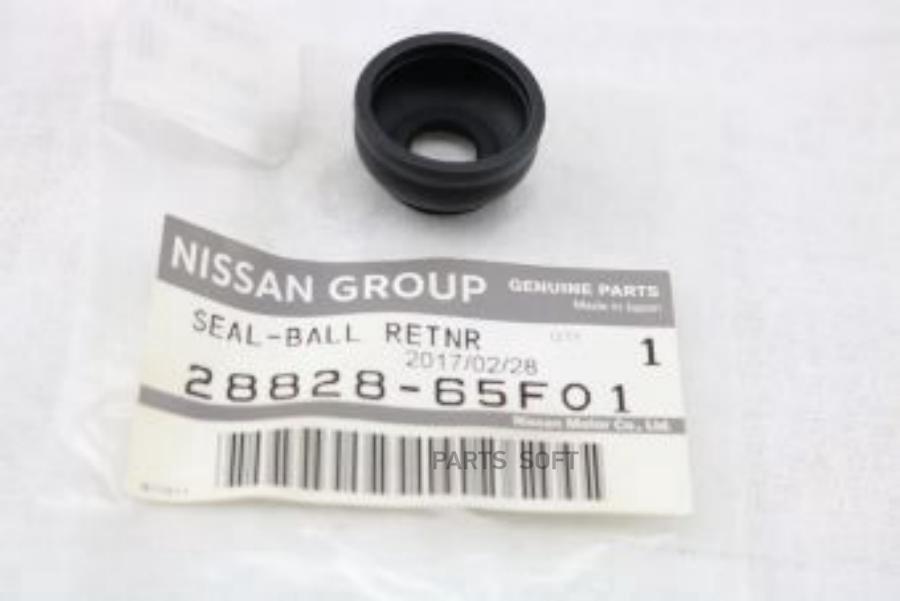 NISSAN GROUP GENUINE PARTS
Made in Japan
SEAL-BALL RETNR 1
2017/02/28
28828-65F01
Nissan Motor Co., Ltd.
PARTS SOFT